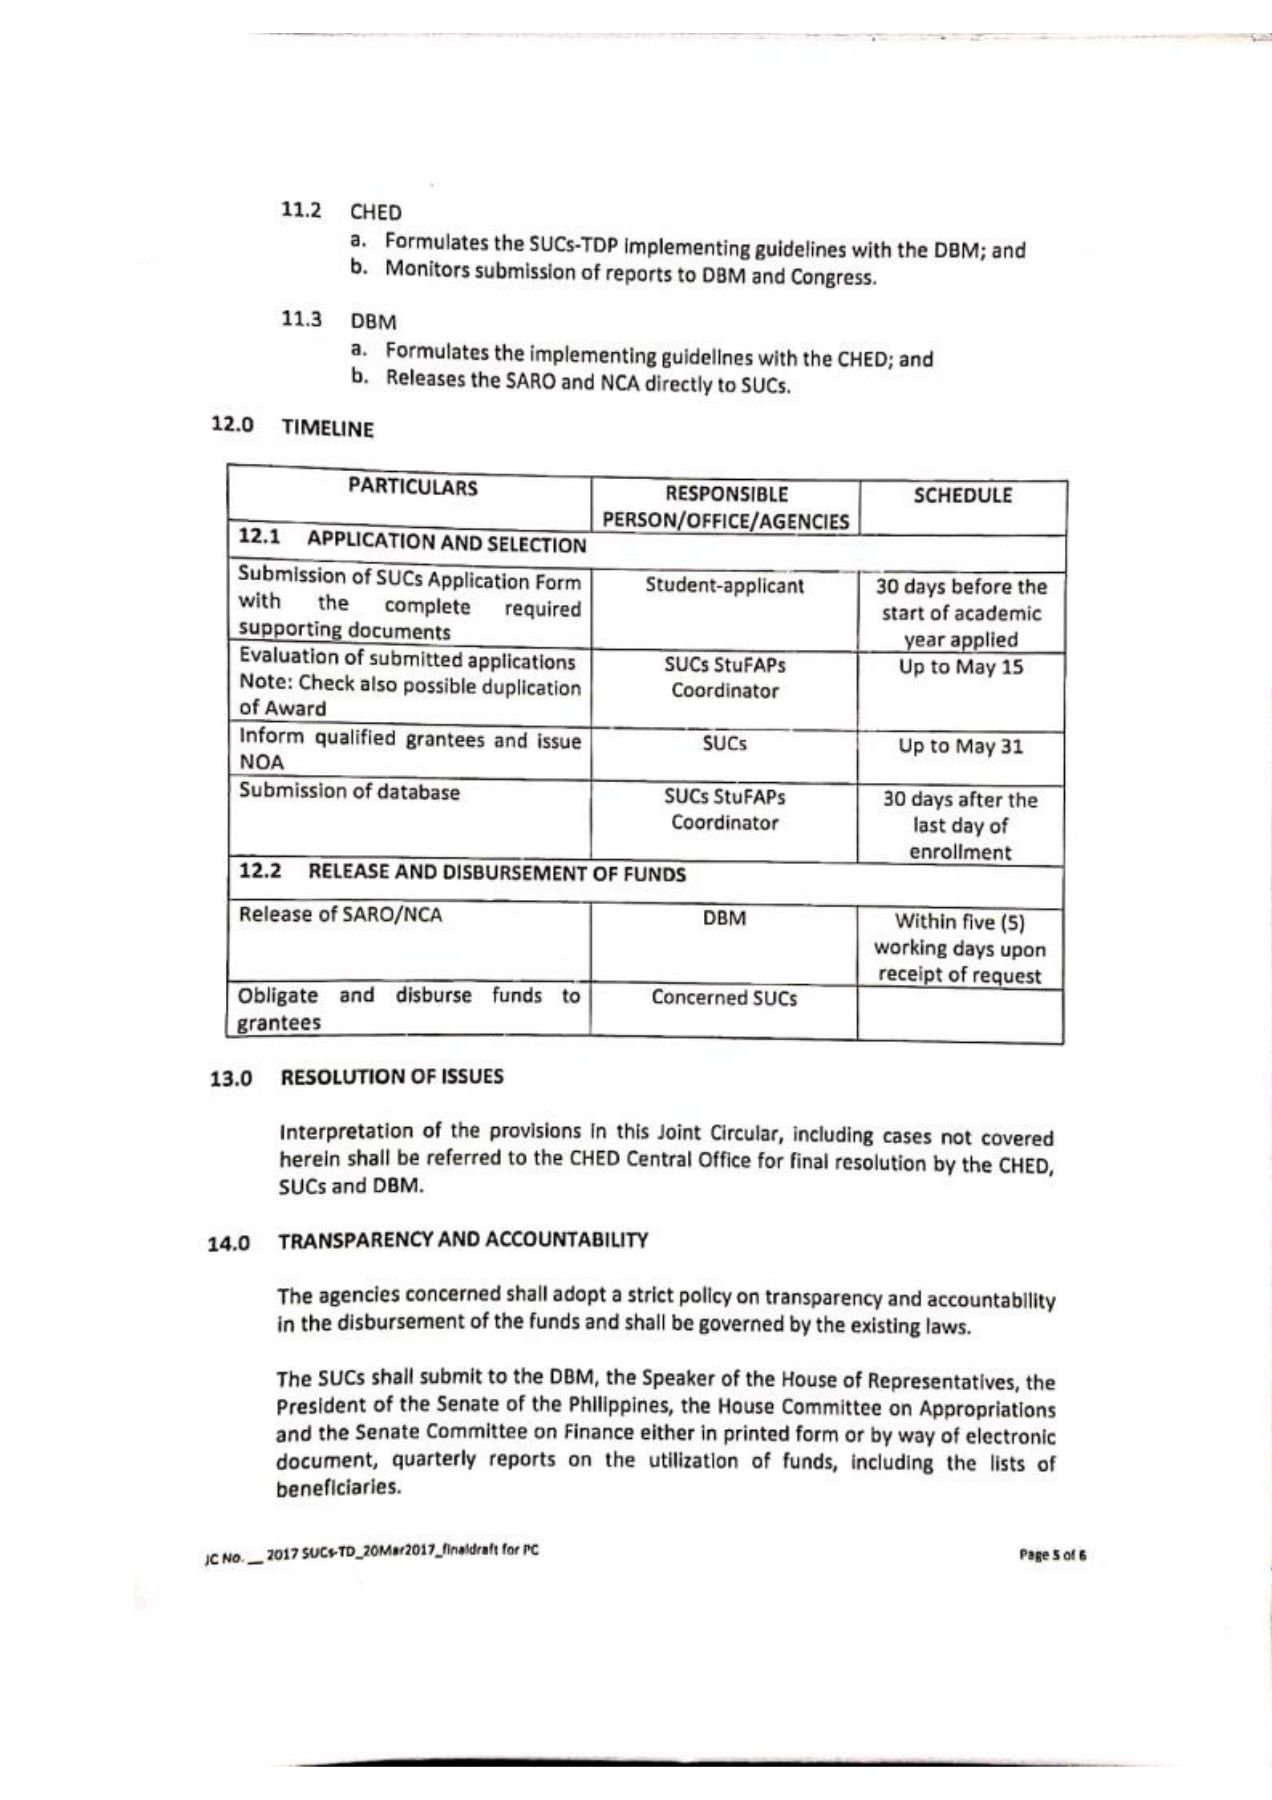 11.2 CHED
a. Formulates the SUCs-TDP implementing guidelines with the DBM; and
b. Monitors submission of reports to DBM and Congress.
11.3 DBM
a. Formulates the implementing guidelines with the CHED; and
b. Releases the SARO and NCA directly to SUCs.
12.0 TIMELINE
PARTICULARS
RESPONSIBLE
PERSON/OFFICE/AGENCIES
SCHEDULE
12.1 APPLICATION AND SELECTION
Submission of SUCs Application Form
with the complete required
supporting documents
Student-applicant
30 days before the
start of academic
year applied
Evaluation of submitted applications
Note: Check also possible duplication
of Award
SUCs StuFAPs
Coordinator
Up to May 15
Inform qualified grantees and issue
NOA
SUCs
Up to May 31
Submission of database
SUCs StuFAPs
Coordinator
30 days after the
last day of
enrollment
12.2 RELEASE AND DISBURSEMENT OF FUNDS
Release of SARO/NCA
DBM
Within five (5)
working days upon
receipt of request
Obligate and disburse funds to
grantees
Concerned SUCs
13.0 RESOLUTION OF ISSUES
Interpretation of the provisions in this Joint Circular, including cases not covered
herein shall be referred to the CHED Central Office for final resolution by the CHED,
SUCs and DBM.
14.0 TRANSPARENCY AND ACCOUNTABILITY
The agencies concerned shall adopt a strict policy on transparency and accountability
in the disbursement of the funds and shall be governed by the existing laws.
The SUCs shall submit to the DBM, the Speaker of the House of Representatives, the
President of the Senate of the Philippines, the House Committee on Appropriations
and the Senate Committee on Finance either in printed form or by way of electronic
document, quarterly reports on the utilization of funds, including the lists of
beneficiaries.
JC No. __ 2017 SUCs-TD_20Mar2017_finaldraft for PC
Page 5 of 6